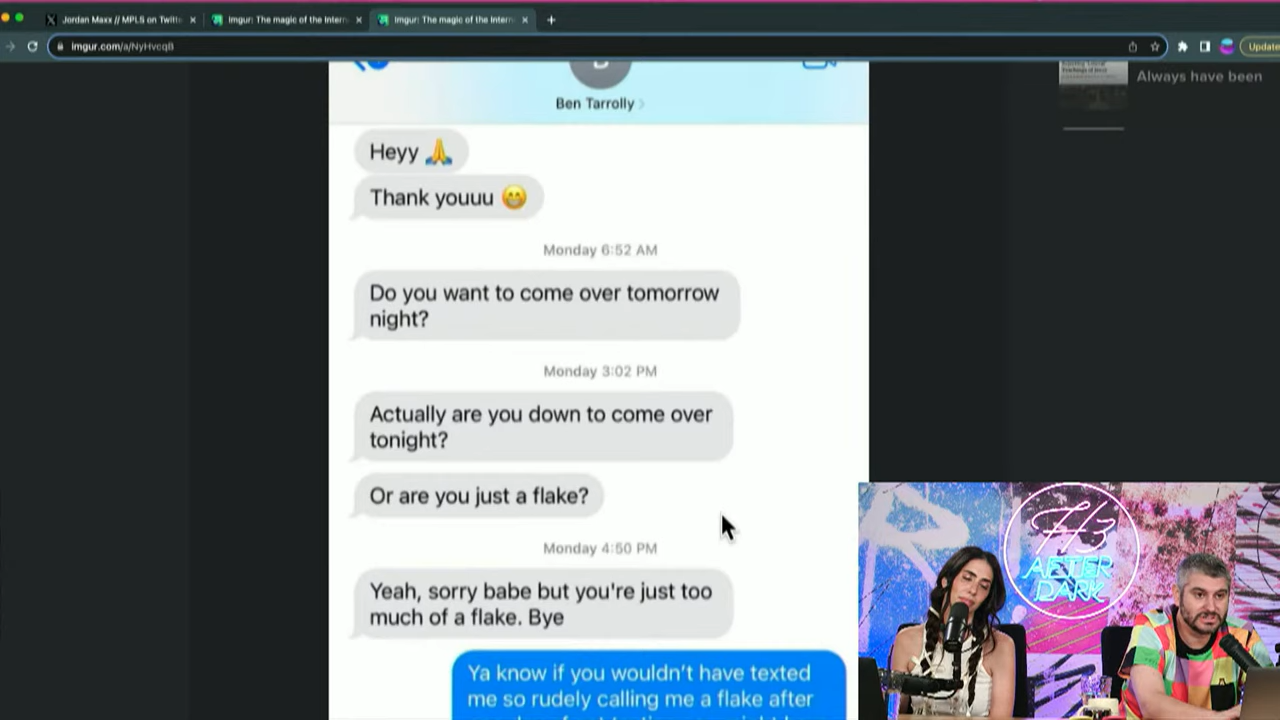 Jordan Maxx // MPLS on Twitte
Imgur: The magic of the Intern
Imgur: The magic of the Intern
imgur.com/a/NyHvcqB
Update
Always have been
Ben Tarrolly
Heyy 🙏
Thank youuu 😁
Monday 6:52 AM
Do you want to come over tomorrow
night?
Monday 3:02 PM
Actually are you down to come over
tonight?
Or are you just a flake?
Monday 4:50 PM
Yeah, sorry babe but you're just too
much of a flake. Bye
Ya know if you wouldn't have texted
me so rudely calling me a flake after
H3
AFTER
DARK